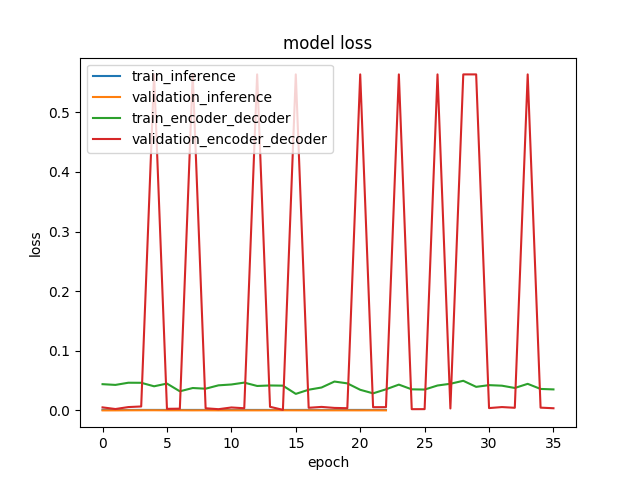 model loss
train_inference
validation_inference
train_encoder_decoder
validation_encoder_decoder
loss
0.5
0.4
0.3
0.2
0.1
0.0
0 5 10 15 20 25 30 35
epoch